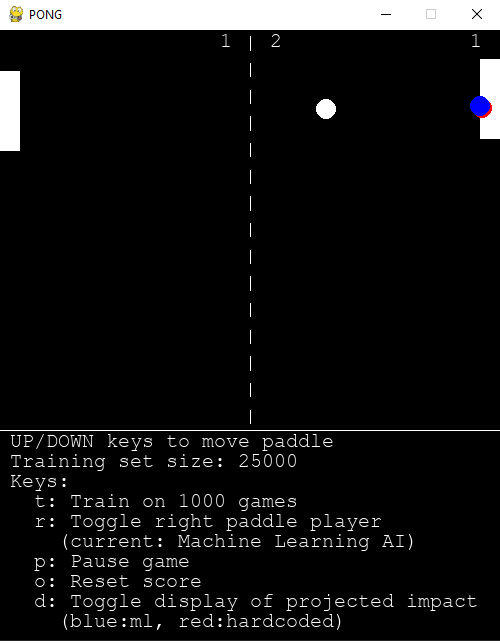 PONG
1 2 1
UP/DOWN keys to move paddle
Training set size: 25000
Keys:
t: Train on 1000 games
r: Toggle right paddle player
(current: Machine Learning AI)
p: Pause game
o: Reset score
d: Toggle display of projected impact
(blue:ml, red:hardcoded)